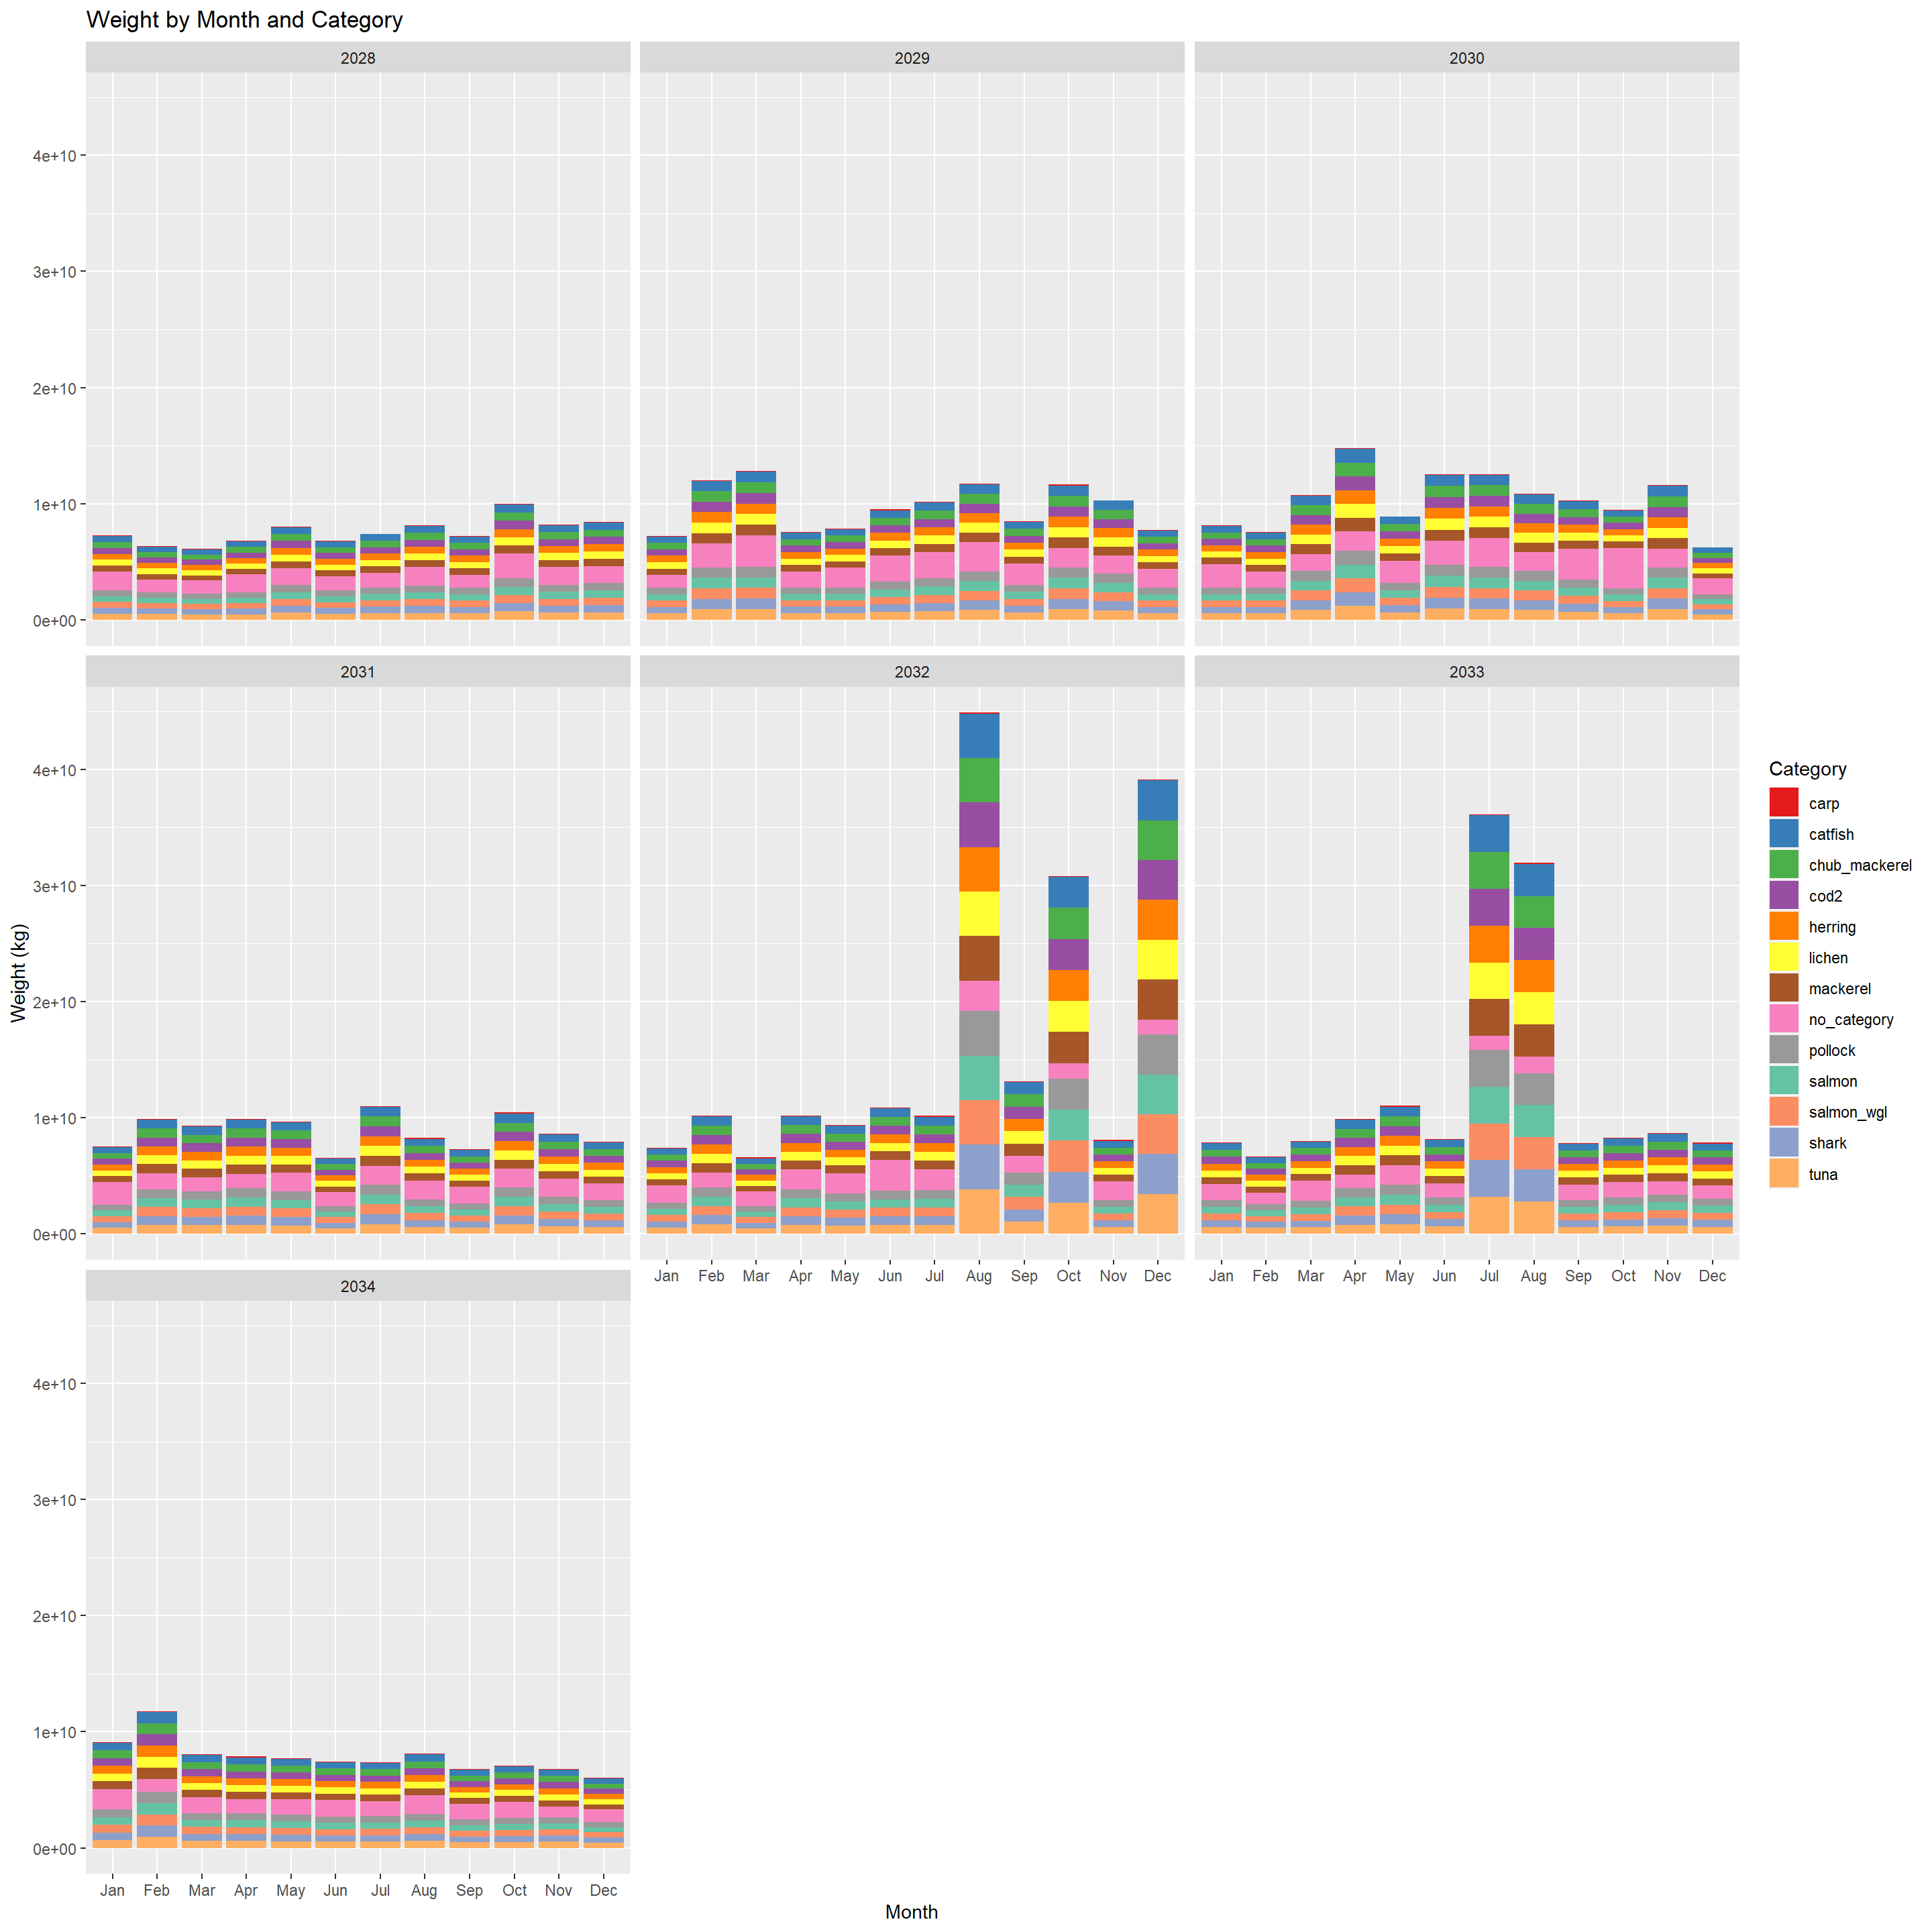 Weight by Month and Category
2028
2029
2030
4e+10
3e+10
2e+10
1e+10
0e+00
2031
2032
2033
4e+10
3e+10
2e+10
1e+10
0e+00
Jan Feb Mar Apr May Jun Jul Aug Sep Oct Nov Dec
Jan Feb Mar Apr May Jun Jul Aug Sep Oct Nov Dec
2034
4e+10
3e+10
2e+10
1e+10
0e+00
Jan Feb Mar Apr May Jun Jul Aug Sep Oct Nov Dec
Month
Weight (kg)
Category
carp
catfish
chub_mackerel
cod2
herring
lichen
mackerel
no_category
pollock
salmon
salmon_wgl
shark
tuna